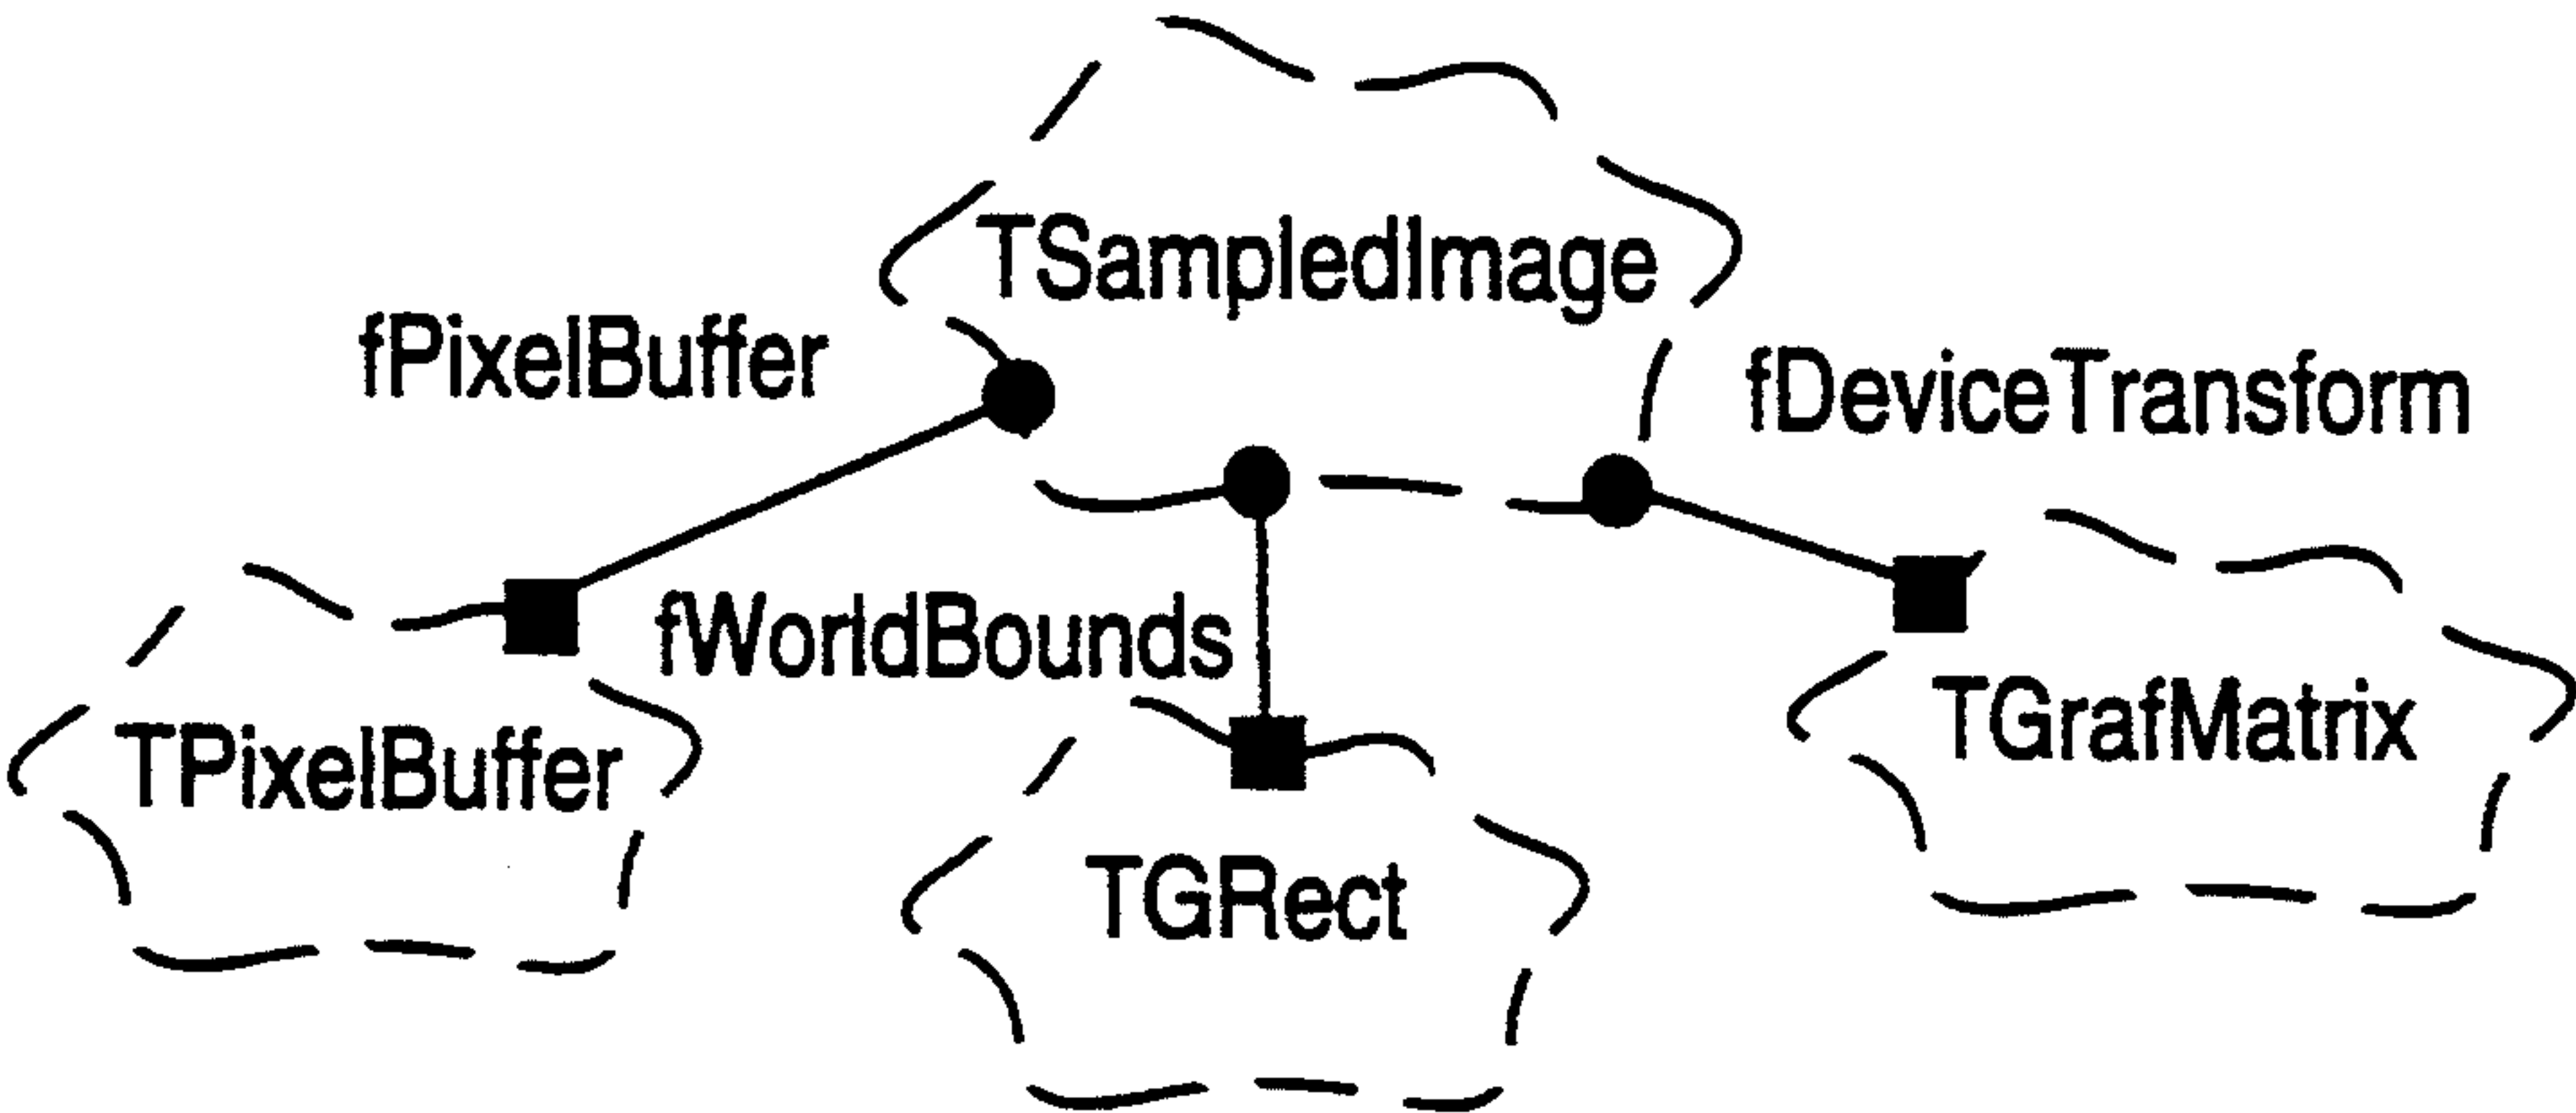 TSampledImage
fPixelBuffer
fDeviceTransform
fWorldBounds
TPixelBuffer
TGrafMatrix
TGRect